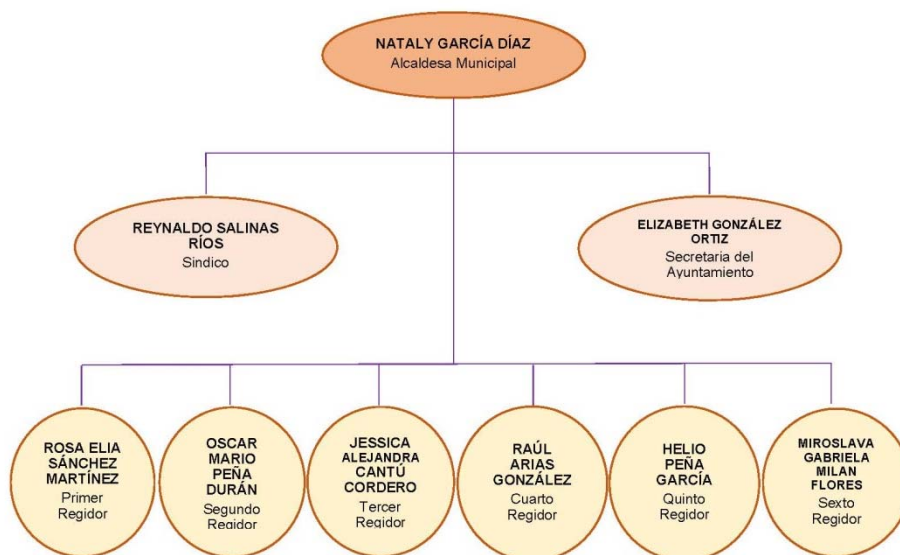 NATALY GARCÍA DÍAZ
Alcaldesa Municipal
REYNALDO SALINAS
RÍOS
Sindico
ELIZABETH GONZÁLEZ
ORTIZ
Secretaria del
Ayuntamiento
ROSA ELIA
SÁNCHEZ
MARTÍNEZ
Primer
Regidor
OSCAR
MARIO
PEÑA
DURÁN
Segundo
Regidor
JESSICA
ALEJANDRA
CANTÚ
CORDERO
Tercer
Regidor
RAÚL
ARIAS
GONZÁLEZ
Cuarto
Regidor
HELIO
PEÑA
GARCÍA
Quinto
Regidor
MIROSLAVA
GABRIELA
MILAN
FLORES
Sexto
Regidor